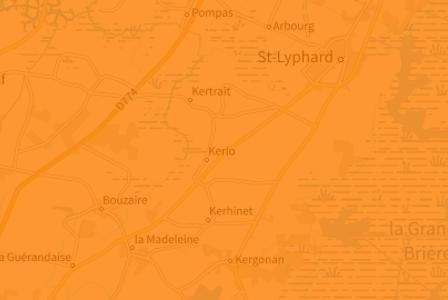 Pompas
Arbourg
St-Lyphard
Kertrait
D774
Kerlo
Bouzaire
Kerhinet
la Madeleine
la Gran
Brière
a Guérandaise
Kergonan
f